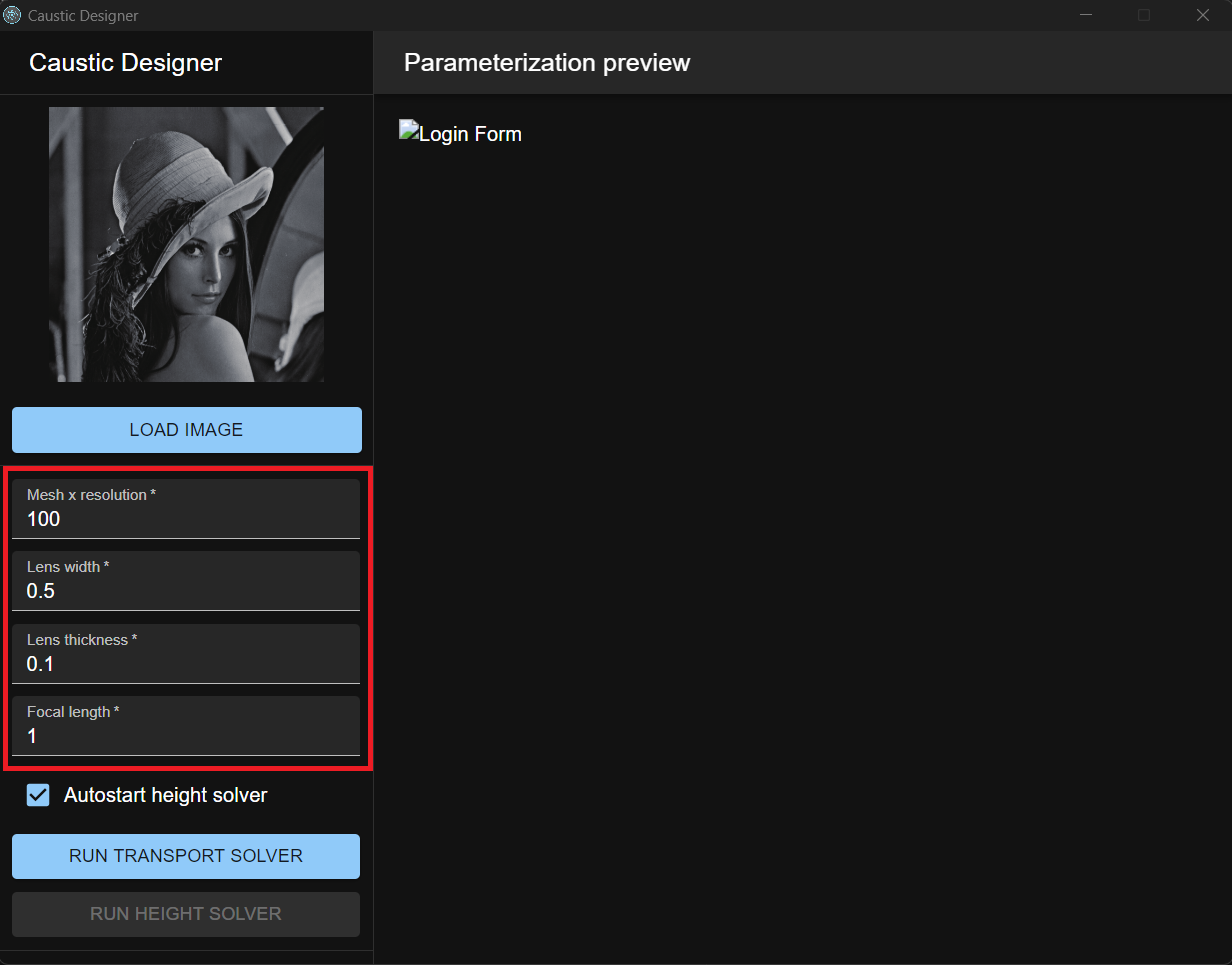 Caustic Designer
Caustic Designer
Parameterization preview
Login Form
LOAD IMAGE
Mesh x resolution *
100
Lens width *
0.5
Lens thickness *
0.1
Focal length *
1
Autostart height solver
RUN TRANSPORT SOLVER
RUN HEIGHT SOLVER